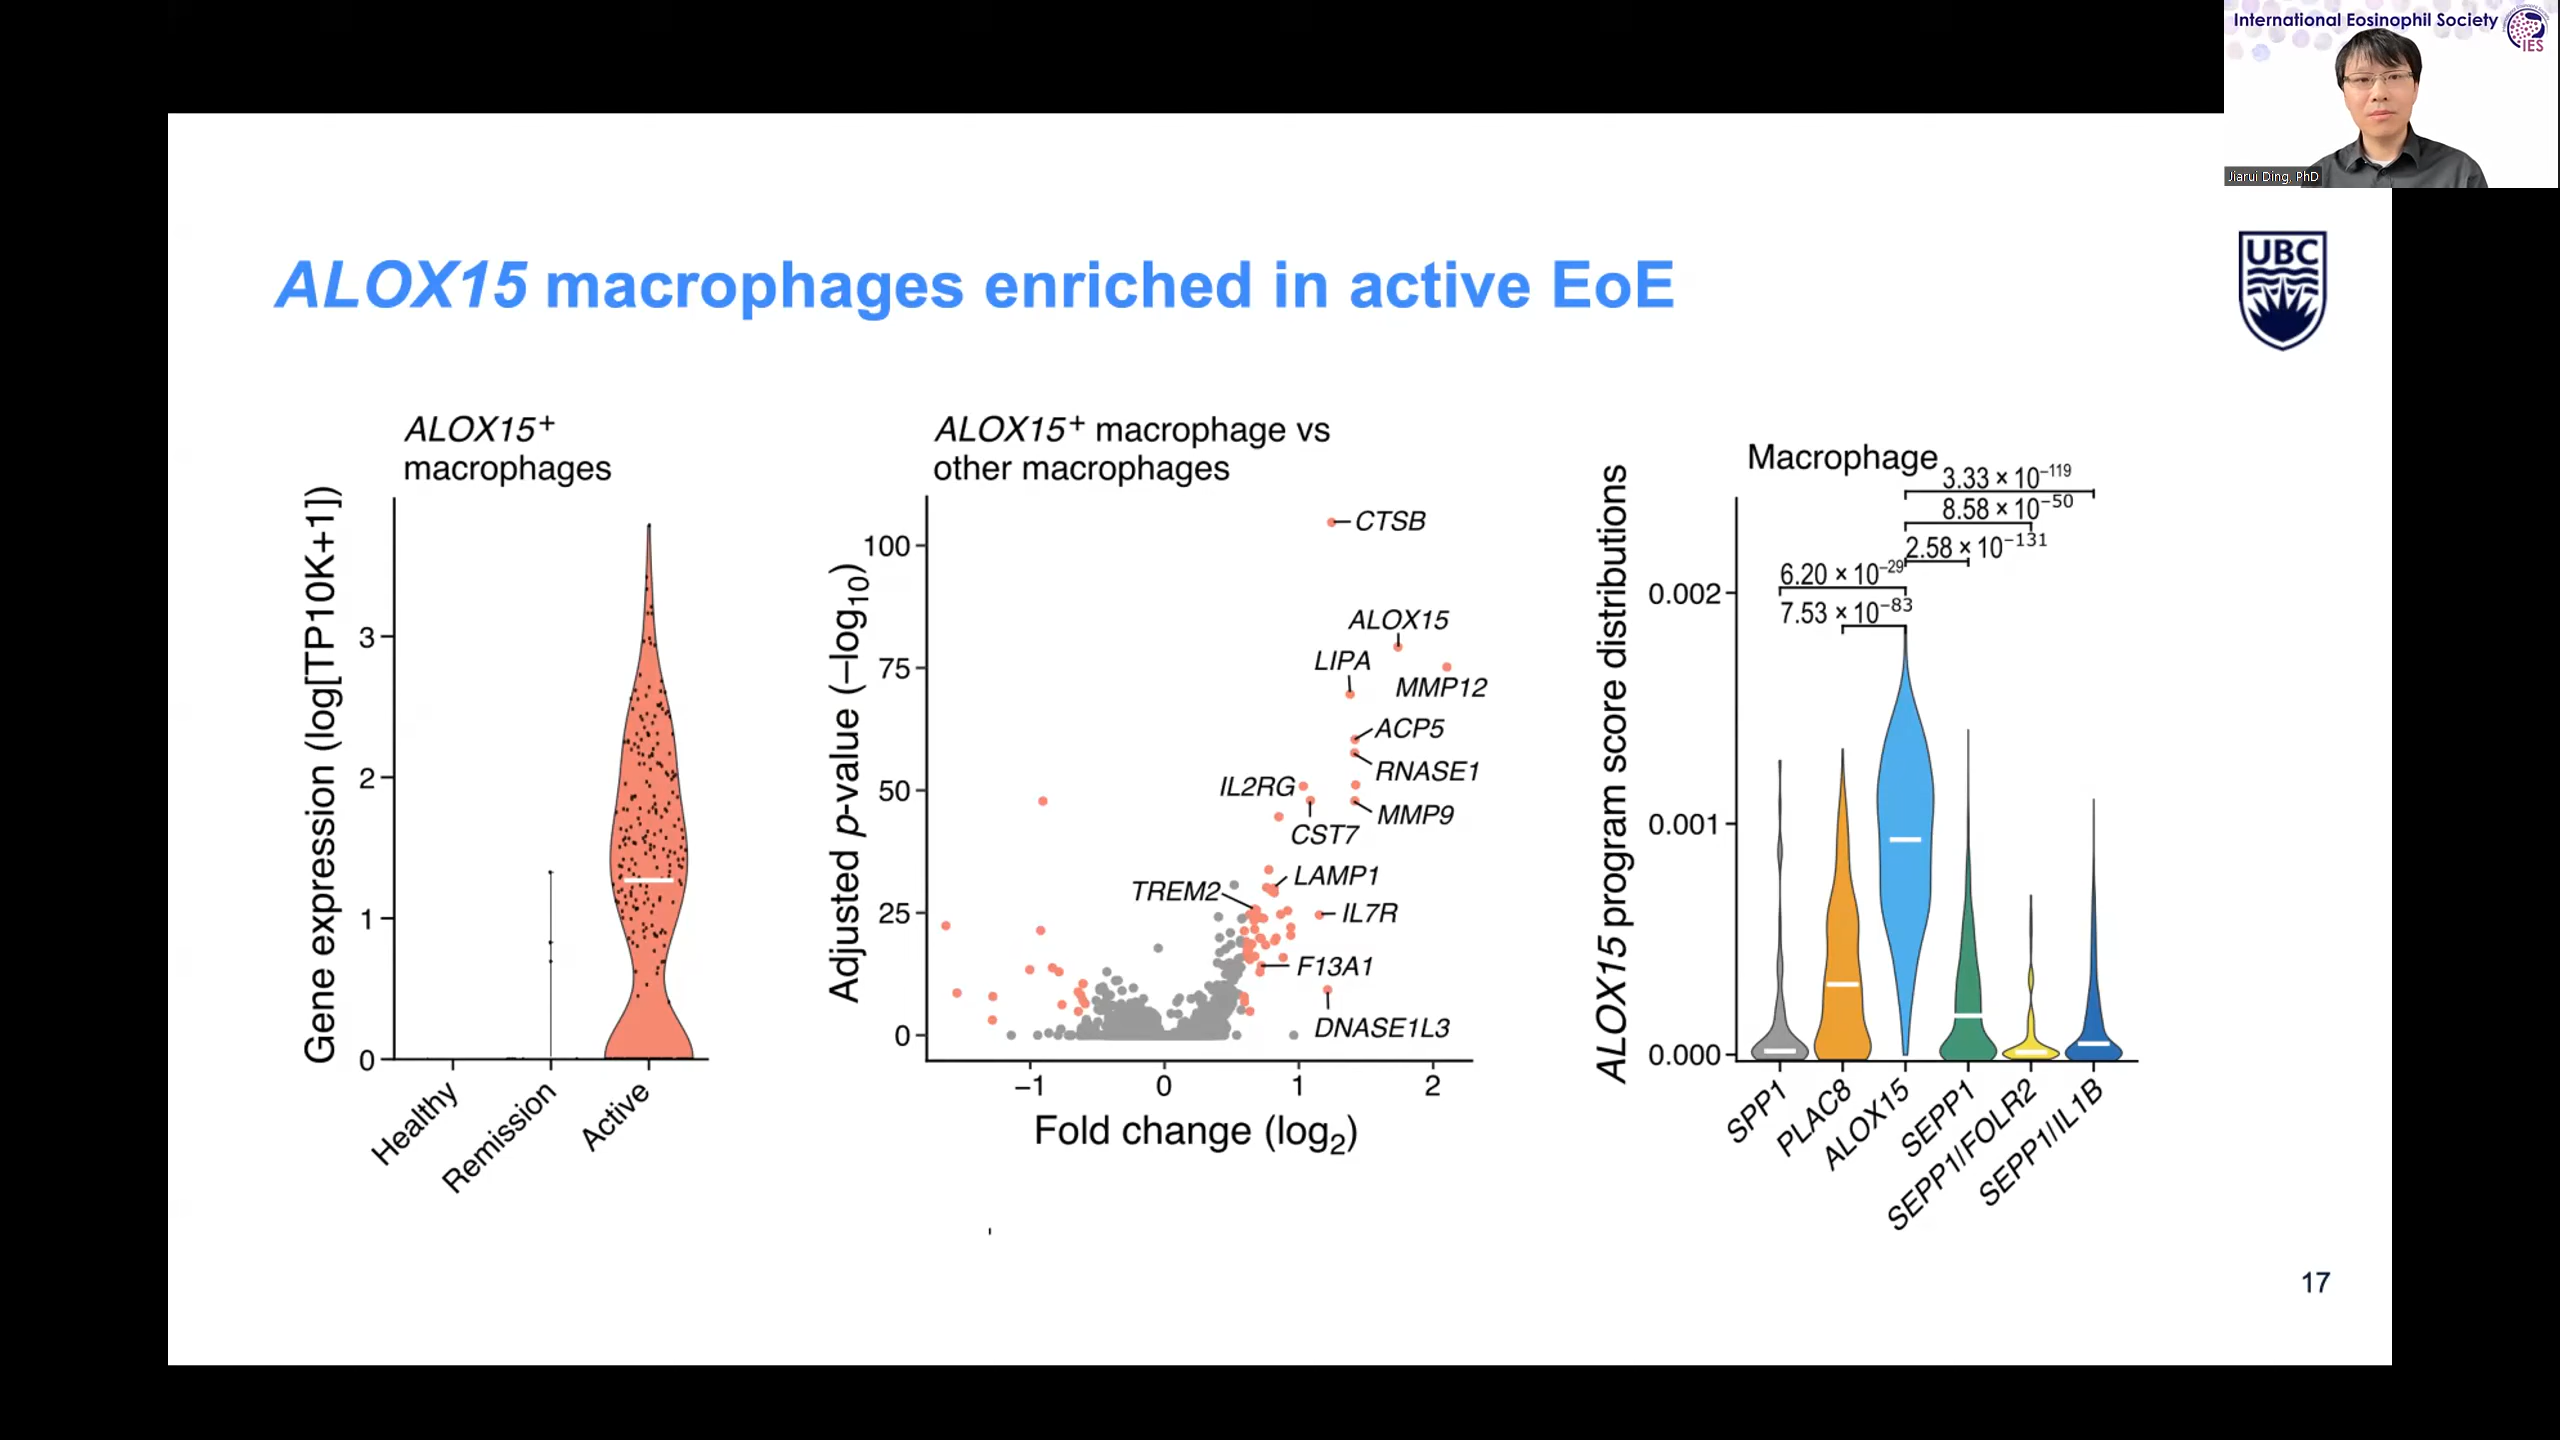 International Eosinophil Society
IES
Jiarui Ding, PhD
UBC
ALOX15 macrophages enriched in active EoE
ALOX15+
macrophages
Gene expression (log[TP10K+1])
3
2
1
0
Healthy
Remission
Active
ALOX15+ macrophage vs
other macrophages
Adjusted p-value (–log10)
100
75
50
25
0
CTSB
ALOX15
LIPA
MMP12
ACP5
RNASE1
IL2RG
MMP9
CST7
LAMP1
TREM2
IL7R
F13A1
DNASE1L3
−1
0
1
2
Fold change (log2)
Macrophage
ALOX15 program score distributions
3.33 × 10−119
8.58 × 10−50
2.58 × 10−131
6.20 × 10−29
7.53 × 10−83
0.002
0.001
0.000
SPP1
PLAC8
ALOX15
SEPP1
SEPP1/FOLR2
SEPP1/IL1B
17